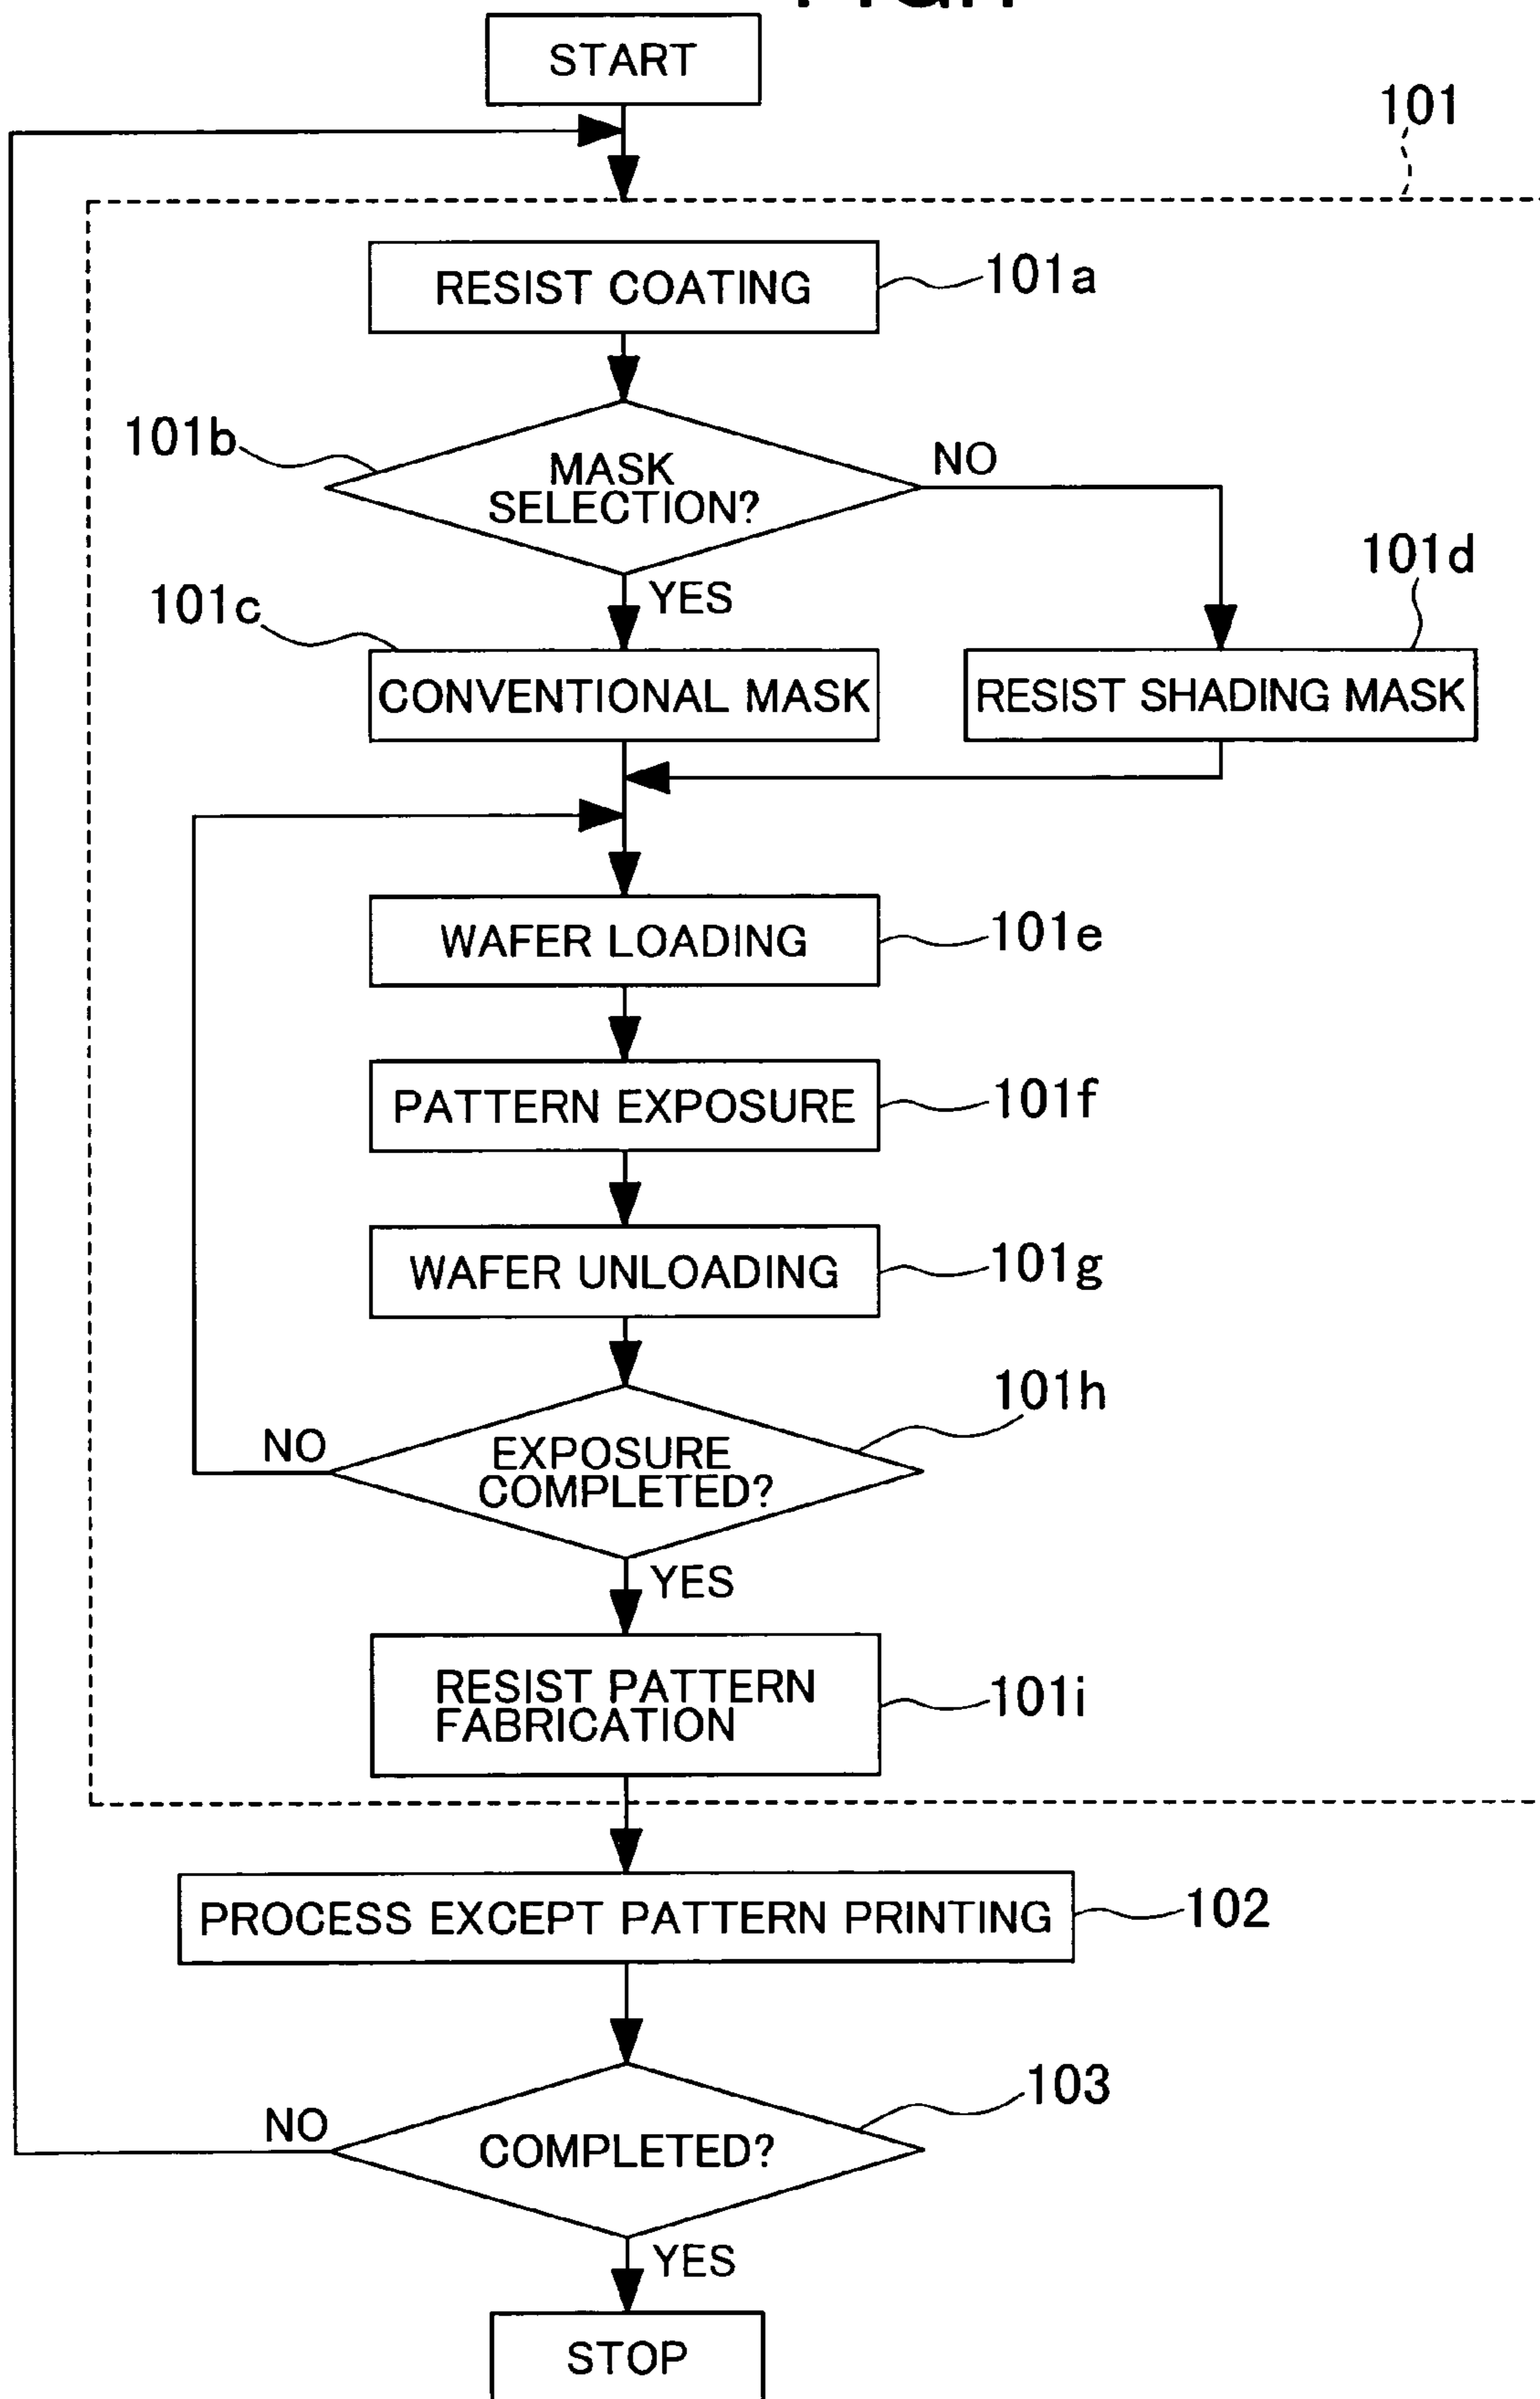 START
101
RESIST COATING
101a
101b
MASK
SELECTION?
NO
YES
101c
101d
CONVENTIONAL MASK
RESIST SHADING MASK
WAFER LOADING
101e
PATTERN EXPOSURE
101f
WAFER UNLOADING
101g
101h
NO
EXPOSURE
COMPLETED?
YES
RESIST PATTERN
FABRICATION
101i
PROCESS EXCEPT PATTERN PRINTING
102
103
NO
COMPLETED?
YES
STOP